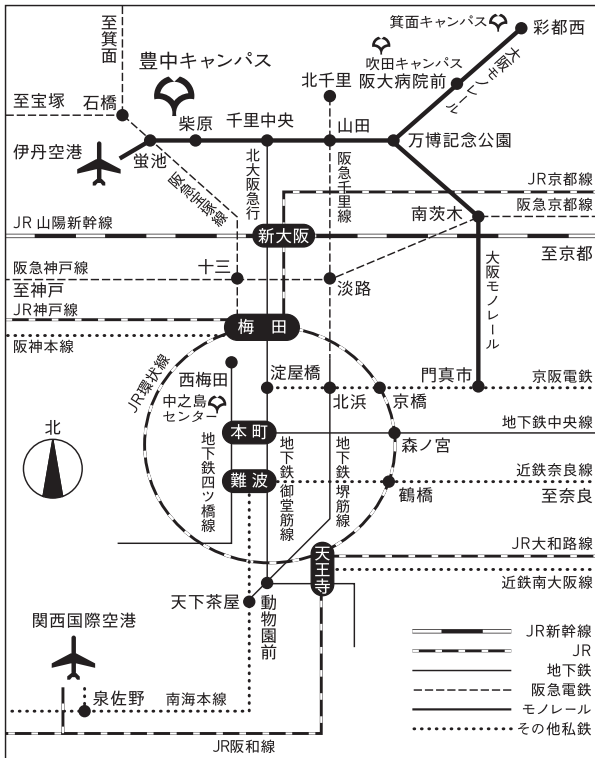 至箕面
箕面キャンパス
彩都西
吹田キャンパス
阪大病院前
大阪モノレール
豊中キャンパス
北千里
至宝塚
石橋
柴原
千里中央
山田
万博記念公園
伊丹空港
蛍池
阪急宝塚線
北大阪急行
阪急千里線
JR京都線
阪急京都線
南茨木
JR山陽新幹線
新大阪
至京都
阪急神戸線
十三
淡路
大阪モノレール
至神戸
JR神戸線
梅田
阪神本線
JR環状線
西梅田
淀屋橋
門真市
京阪電鉄
中之島
センター
北浜
京橋
地下鉄中央線
本町
森ノ宮
北
地下鉄四ツ橋線
地下鉄 御堂筋線
地下鉄 堺筋線
近鉄奈良線
難波
鶴橋
至奈良
JR大和路線
天王寺
近鉄南大阪線
天下茶屋
動物園前
関西国際空港
泉佐野
南海本線
JR阪和線
JR新幹線
JR
地下鉄
阪急電鉄
モノレール
その他私鉄